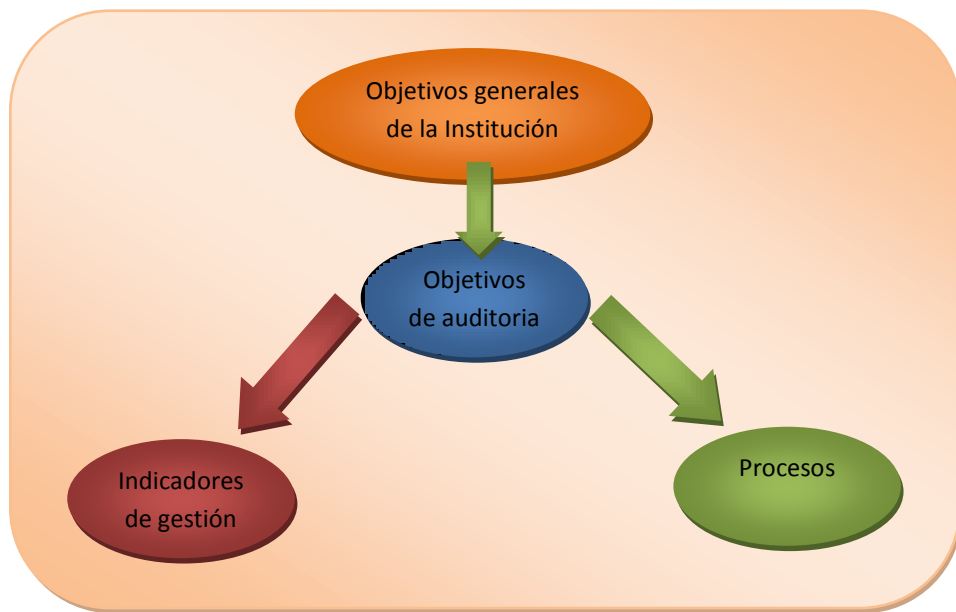 Objetivos generales
de la Institución
Objetivos
de auditoria
Indicadores
de gestión
Procesos